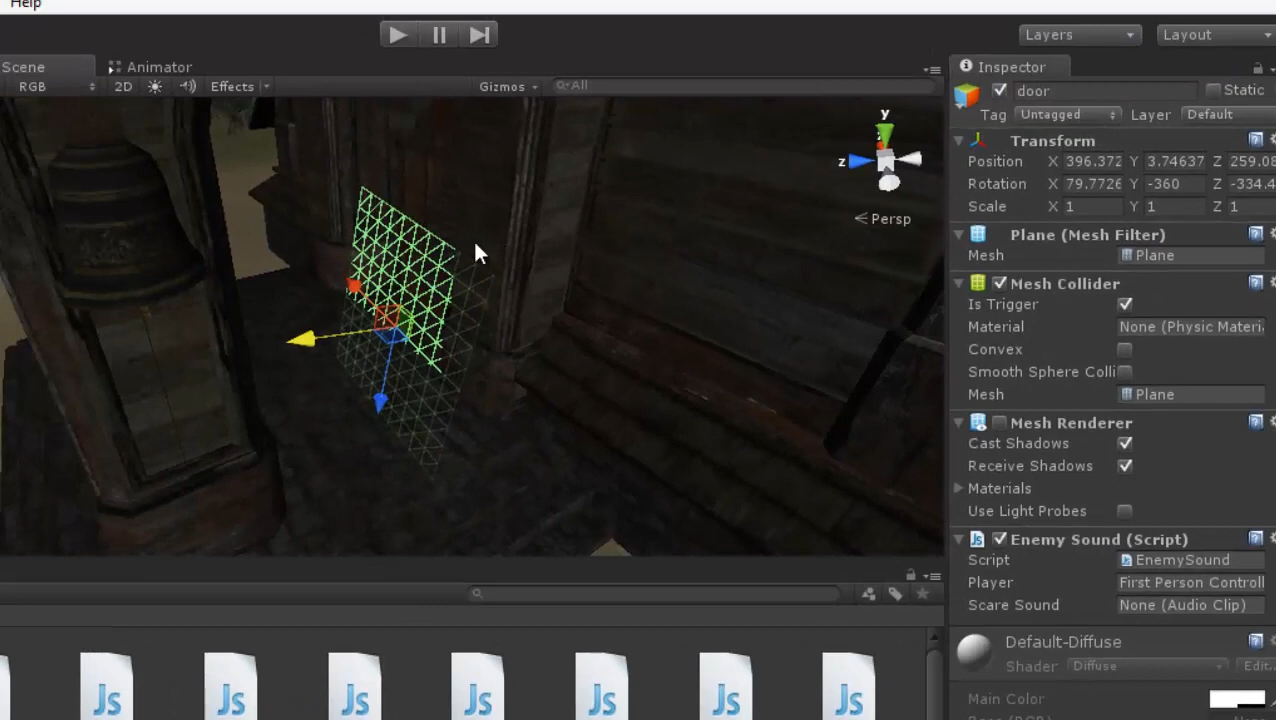 Help
Layers
Layout
Scene
Animator
Inspector
RGB
2D
Effects
Gizmos
All
door
Static
Tag
Untagged
Layer
Default
Transform
Position X 396.372 Y 3.74637 Z 259.08
Rotation X 79.7726 Y -360 Z -334.4
Scale X 1 Y 1 Z 1
Plane (Mesh Filter)
Mesh Plane
Mesh Collider
Is Trigger
Material None (Physic Materi
Convex
Smooth Sphere Colli
Mesh Plane
Mesh Renderer
Cast Shadows
Receive Shadows
Materials
Use Light Probes
Enemy Sound (Script)
Script EnemySound
Player First Person Controll
Scare Sound None (Audio Clip)
Default-Diffuse
Shader Diffuse Edit...
Main Color
y
z
Persp
Js Js Js Js Js Js Js